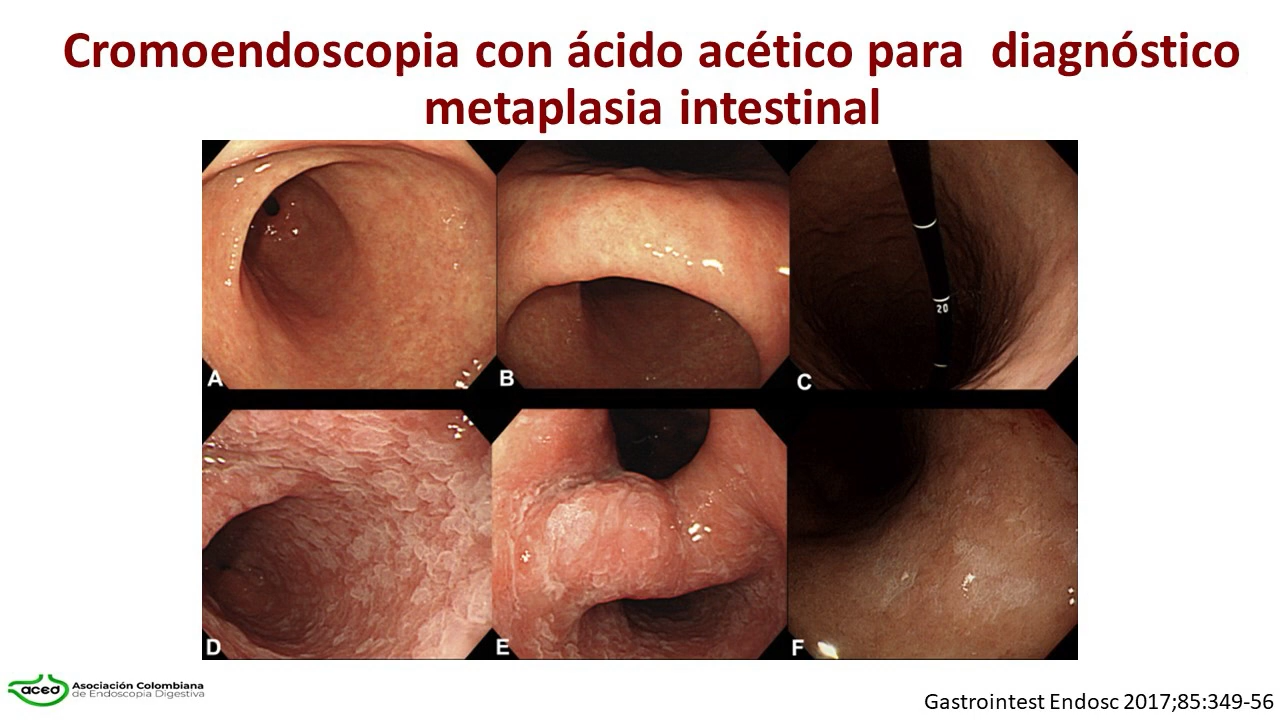 Cromoendoscopia con ácido acético para  diagnóstico
metaplasia intestinal
A
B
20
C
D
E
F
aced
Asociación Colombiana
de Endoscopia Digestiva
Gastrointest Endosc 2017;85:349-56